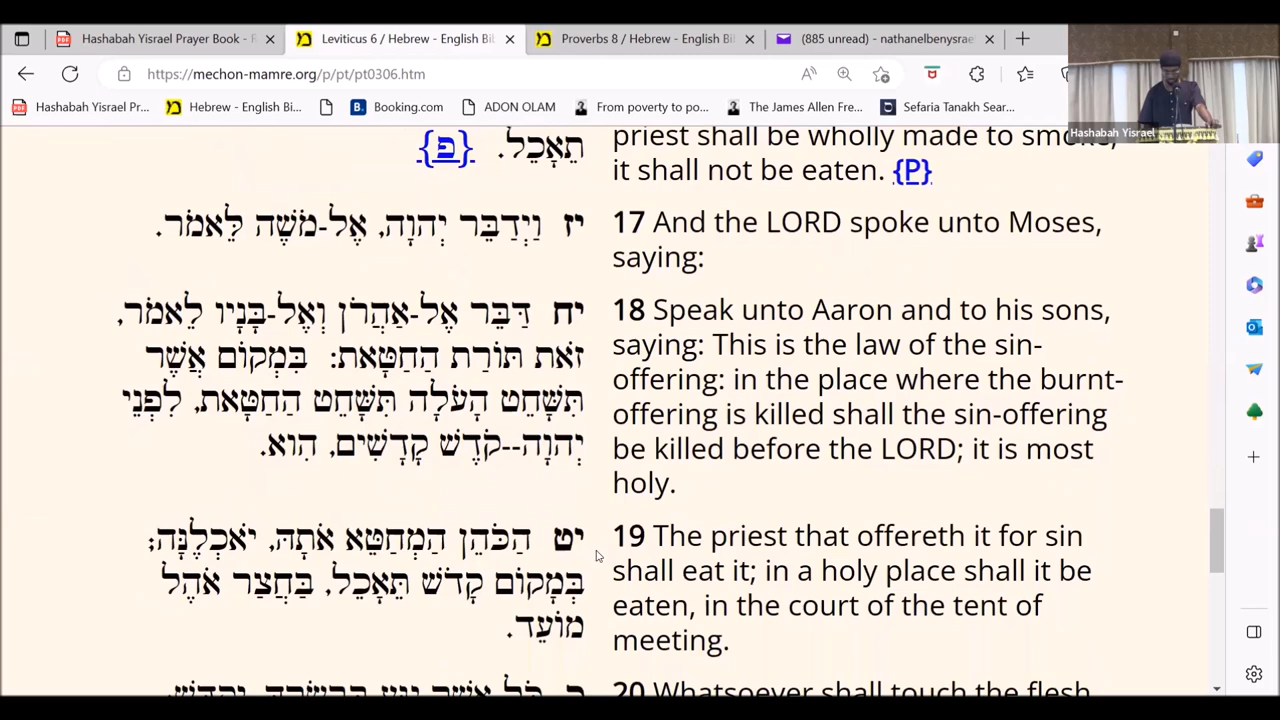 Hashabah Yisrael Prayer Book - R
Leviticus 6 / Hebrew - English Bi
Proverbs 8 / Hebrew - English Bi
(885 unread) - nathanelbenysrae
https://mechon-mamre.org/p/pt/pt0306.htm
Hashabah Yisrael Pr...
Hebrew - English Bi...
Booking.com
ADON OLAM
From poverty to po...
The James Allen Fre...
Sefaria Tanakh Sear...
Hashabah Yisrael
תֵאָכֵל. {פ}
priest shall be wholly made to smoke;
it shall not be eaten. {P}
יז וַיְדַבֵּר יְהוָה, אֶל-מֹשֶׁה לֵּאמֹר.
17 And the LORD spoke unto Moses,
saying:
יח דַּבֵּר אֶל-אַהֲרֹן וְאֶל-בָּנָיו לֵאמֹר,
זֹאת תּוֹרַת הַחַטָּאת: בִּמְקוֹם אֲשֶׁר
תִּשָּׁחֵט הָעֹלָה תִּשָּׁחֵט הַחַטָּאת, לִפְנֵי
יְהוָה--קֹדֶשׁ קָדָשִׁים, הִוא.
18 Speak unto Aaron and to his sons,
saying: This is the law of the sin-
offering: in the place where the burnt-
offering is killed shall the sin-offering
be killed before the LORD; it is most
holy.
יט הַכֹּהֵן הַמְחַטֵּא אֹתָהּ, יֹאכְלֶנָּה;
בְּמָקוֹם קָדֹשׁ תֵּאָכֵל, בַּחֲצַר אֹהֶל
מוֹעֵד.
19 The priest that offereth it for sin
shall eat it; in a holy place shall it be
eaten, in the court of the tent of
meeting.
כ כֹּל אֲשֶׁר יִגַּע בִּבְשָׂרָהּ, יִקְדָּשׁ
20 Whatsoever shall touch the flesh